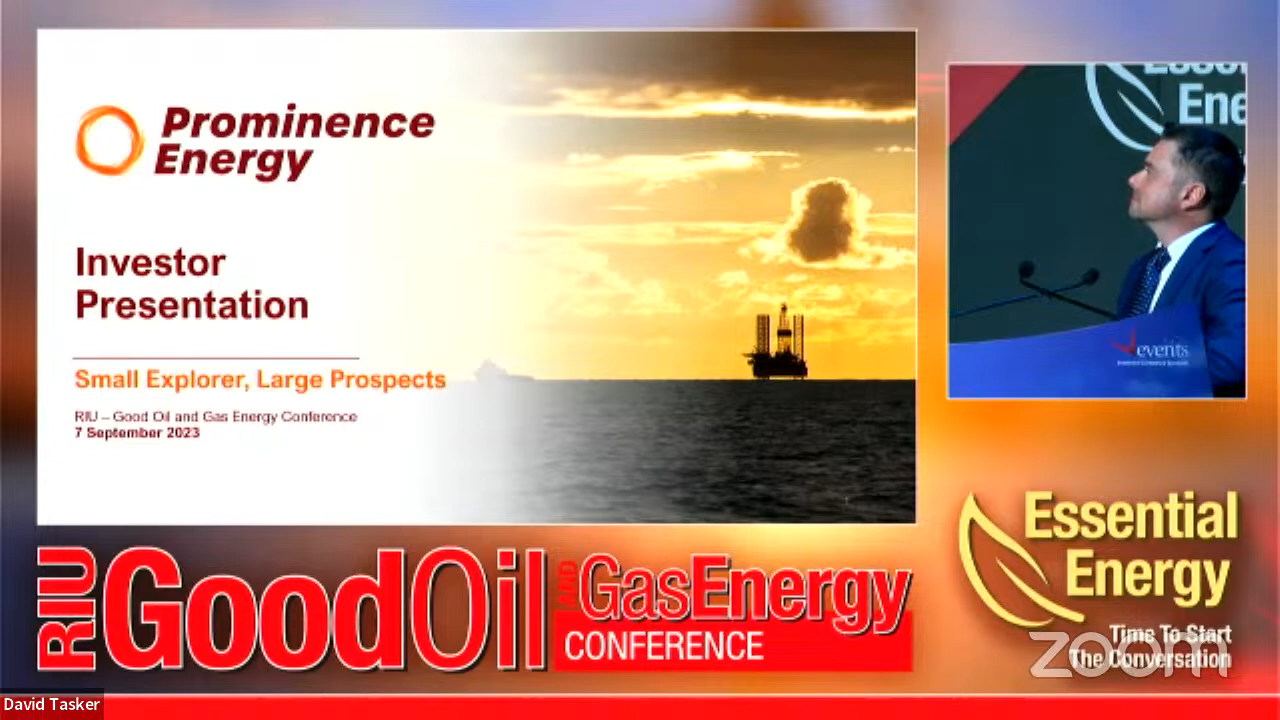 Prominence
Energy
Investor
Presentation
Small Explorer, Large Prospects
RIU – Good Oil and Gas Energy Conference
7 September 2023
Ene
events
RIU GoodOil AND GasEnergy
CONFERENCE
Essential
Energy
Time To Start
The Conversation
zoom
David Tasker